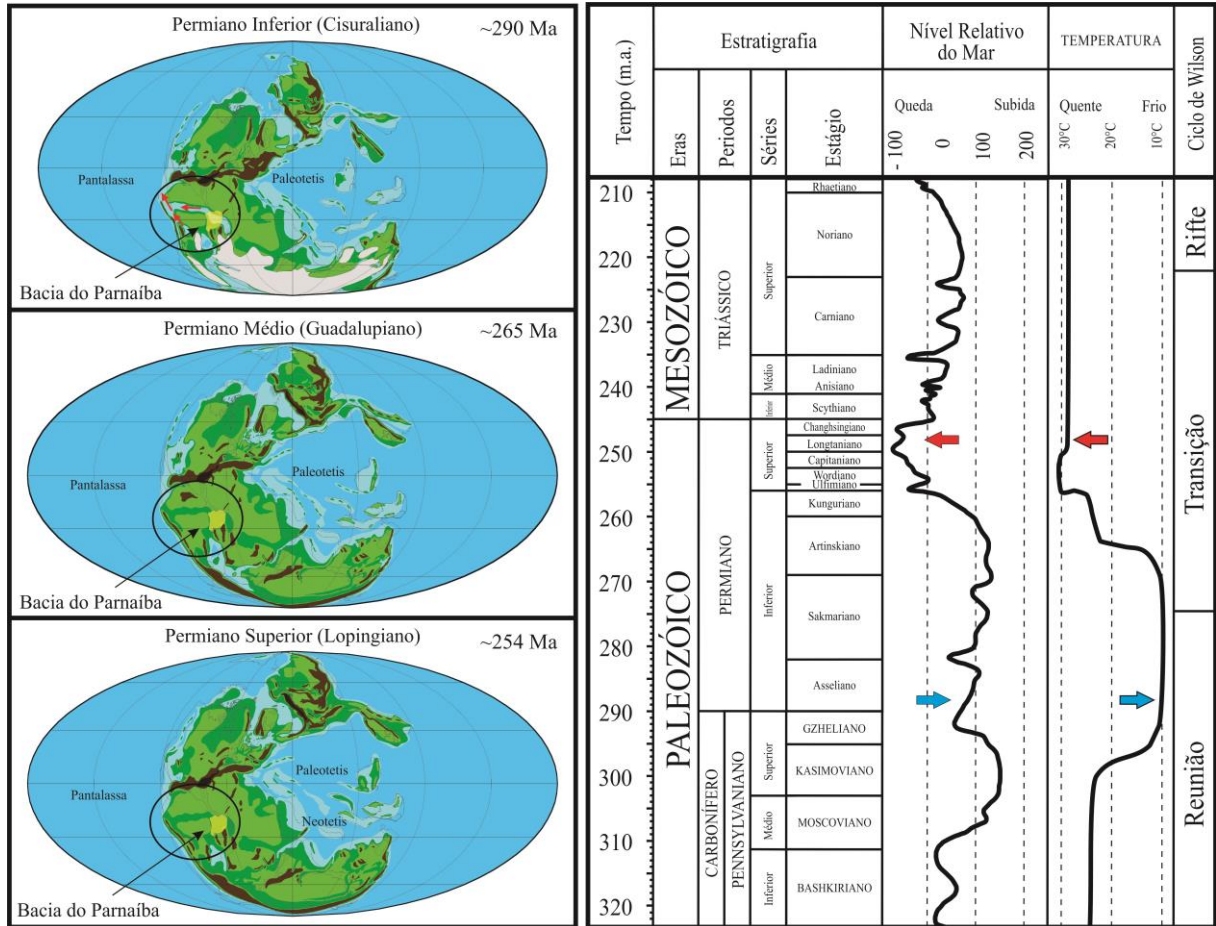 Permiano Inferior (Cisuraliano)
~290 Ma
Pantalassa
Paleotetis
Bacia do Parnaíba
Permiano Médio (Guadalupiano)
~265 Ma
Pantalassa
Paleotetis
Bacia do Parnaíba
Permiano Superior (Lopingiano)
~254 Ma
Pantalassa
Paleotetis
Neotetis
Bacia do Parnaíba
Tempo (m.a.)
Estratigrafia
Eras
Periodos
Séries
Estágio
Nível Relativo
do Mar
Queda
Subida
- 100
0
100
200
TEMPERATURA
Quente
Frio
30°C
20°C
10°C
Ciclo de Wilson
210
220
230
240
250
260
270
280
290
300
310
320
MESOZÓICO
PALEOZÓICO
TRIÁSSICO
PERMIANO
CARBONÍFERO
PENNSYLVANIANO
Superior
Médio
Superior
Inferior
Superior
Médio
Inferior
Rhaetiano
Noriano
Carniano
Ladiniano
Anisiano
Scythiano
Changhsingiano
Longtaniano
Capitaniano
Wordiano
Ulfimiano
Kunguriano
Artinskiano
Sakmariano
Asseliano
GZHELIANO
KASIMOVIANO
MOSCOVIANO
BASHKIRIANO
Rifte
Transição
Reunião